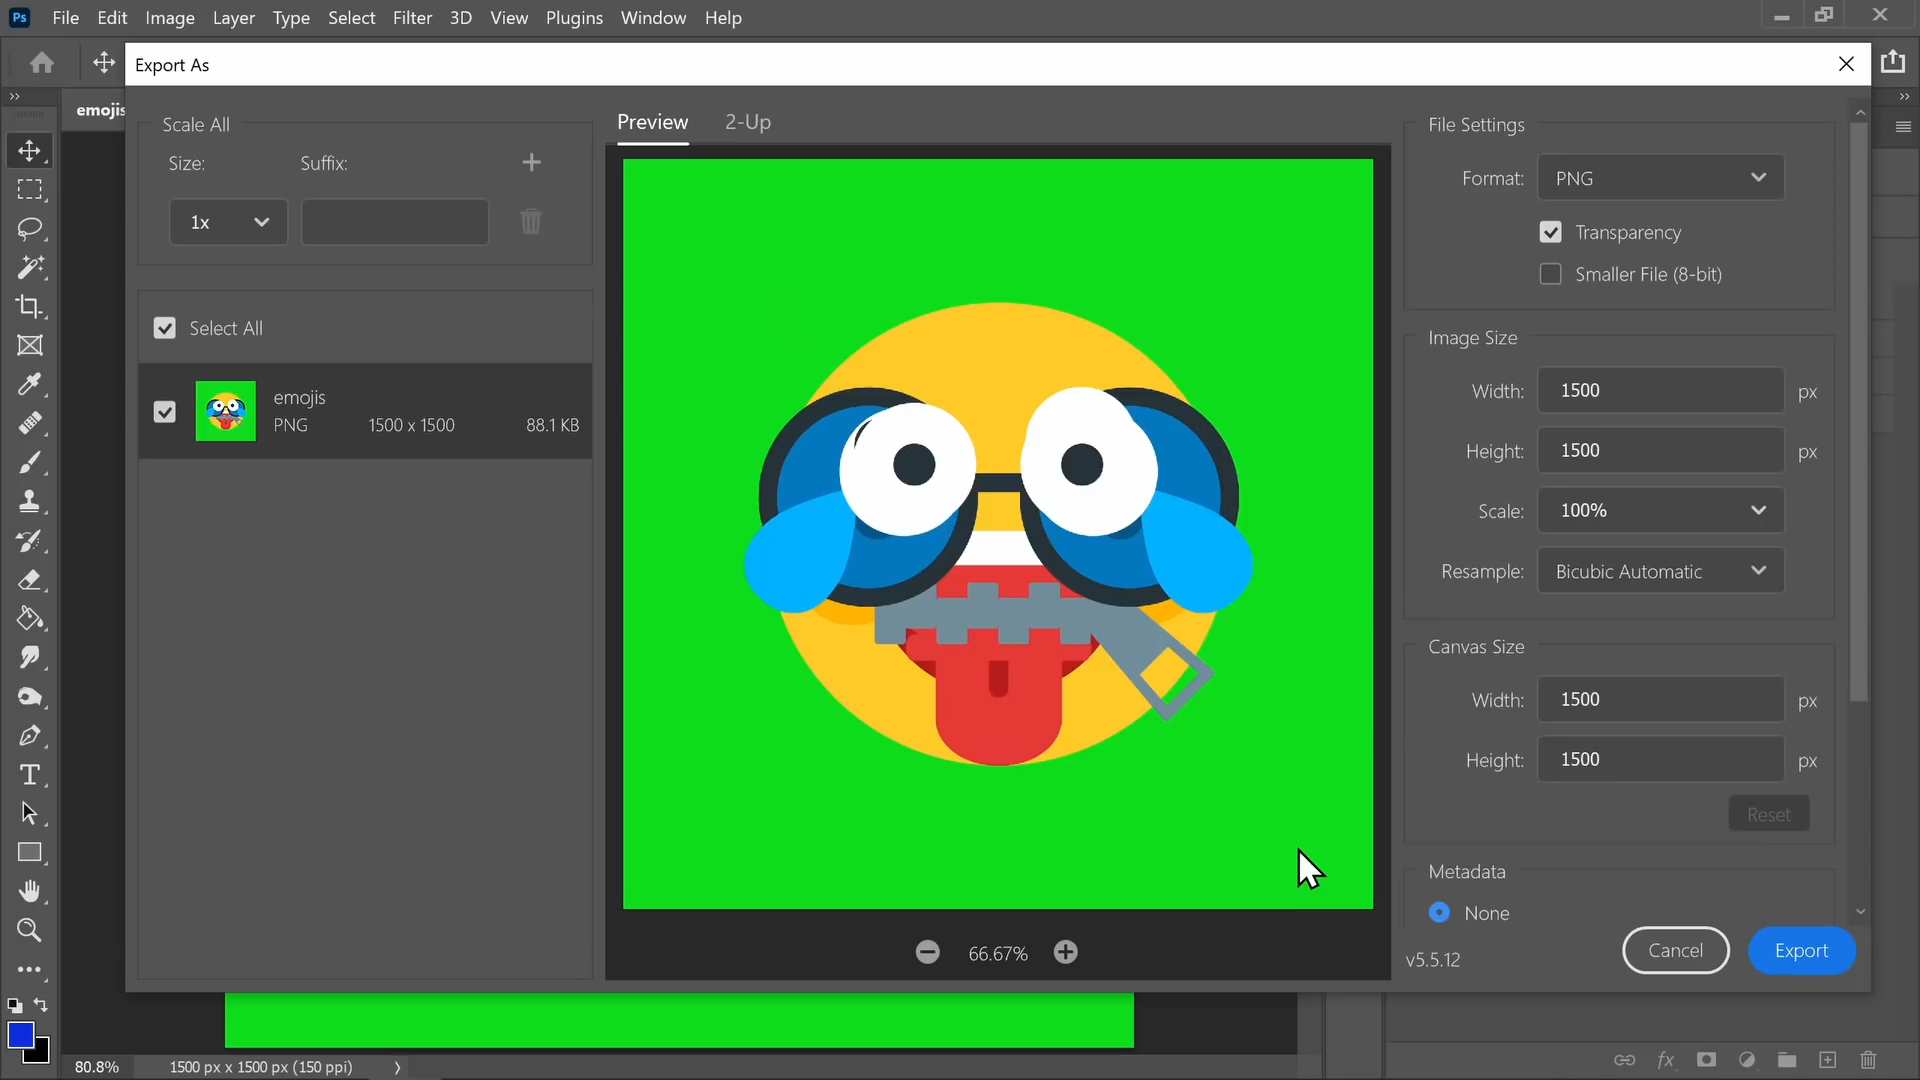 Ps File Edit Image Layer Type Select Filter 3D View Plugins Window Help
Export As
emojis
Scale All
Size: Suffix:
1x
Select All
emojis
PNG 1500 x 1500 88.1 KB
Preview 2-Up
66.67%
File Settings
Format: PNG
Transparency
Smaller File (8-bit)
Image Size
Width: 1500 px
Height: 1500 px
Scale: 100%
Resample: Bicubic Automatic
Canvas Size
Width: 1500 px
Height: 1500 px
Reset
Metadata
None
v5.5.12 Cancel Export
80.8% 1500 px x 1500 px (150 ppi)
fx